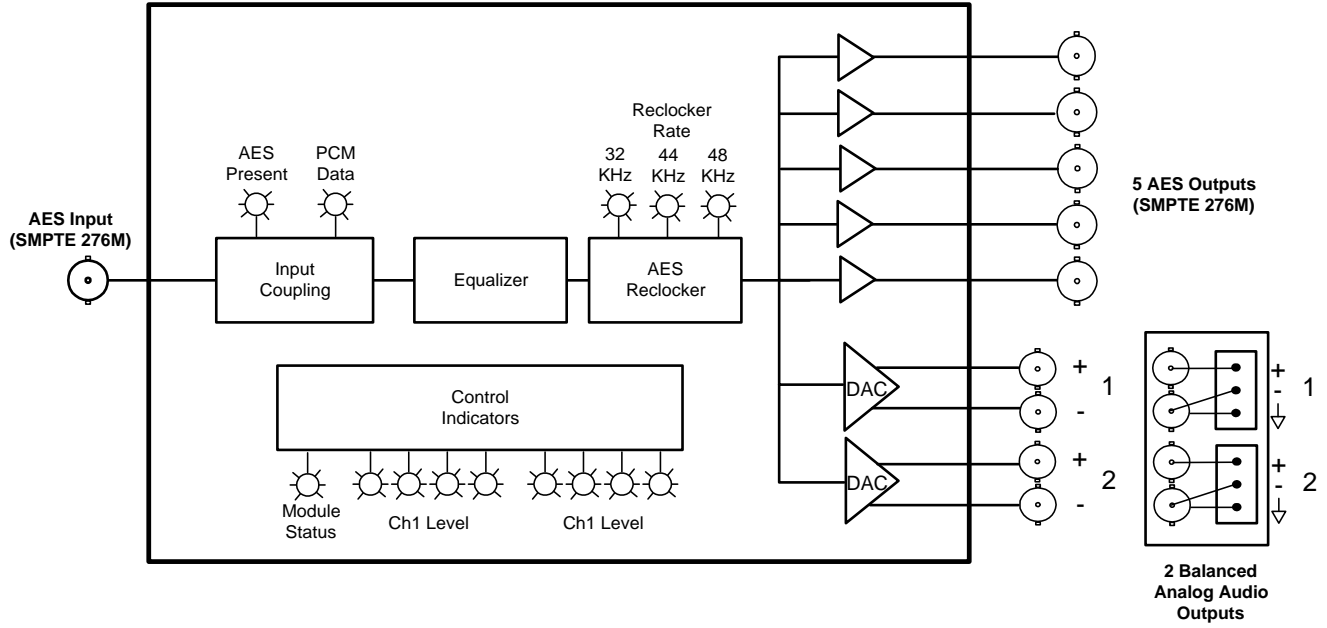 AES Input
(SMPTE 276M)
AES
Present
PCM
Data
Reclocker
Rate
32
KHz
44
KHz
48
KHz
Input
Coupling
Equalizer
AES
Reclocker
5 AES Outputs
(SMPTE 276M)
Control
Indicators
Module
Status
Ch1 Level
Ch1 Level
DAC
DAC
+
-
1
+
-
2
+
-
1
+
-
2
2 Balanced
Analog Audio
Outputs